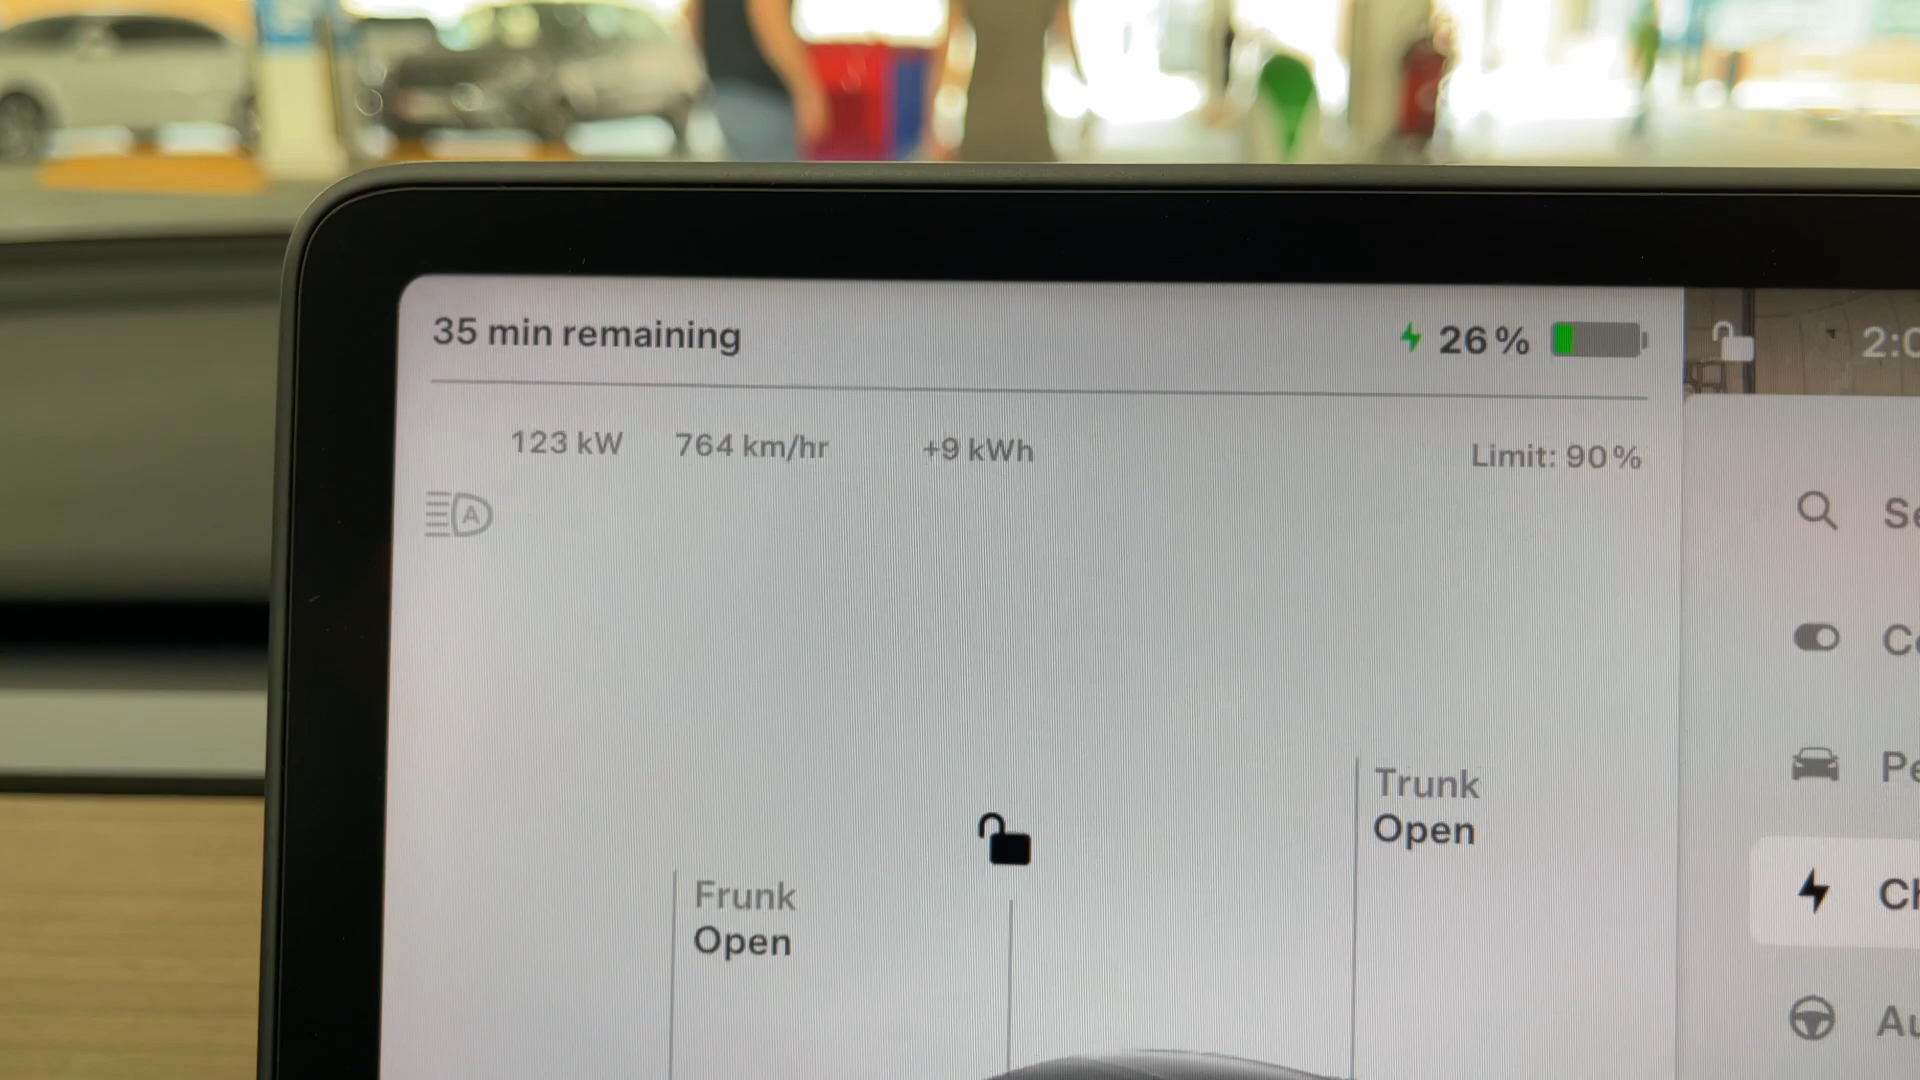 35 min remaining
26%
123 kW 764 km/hr +9 kWh
Limit: 90%
A
Trunk
Open
Frunk
Open